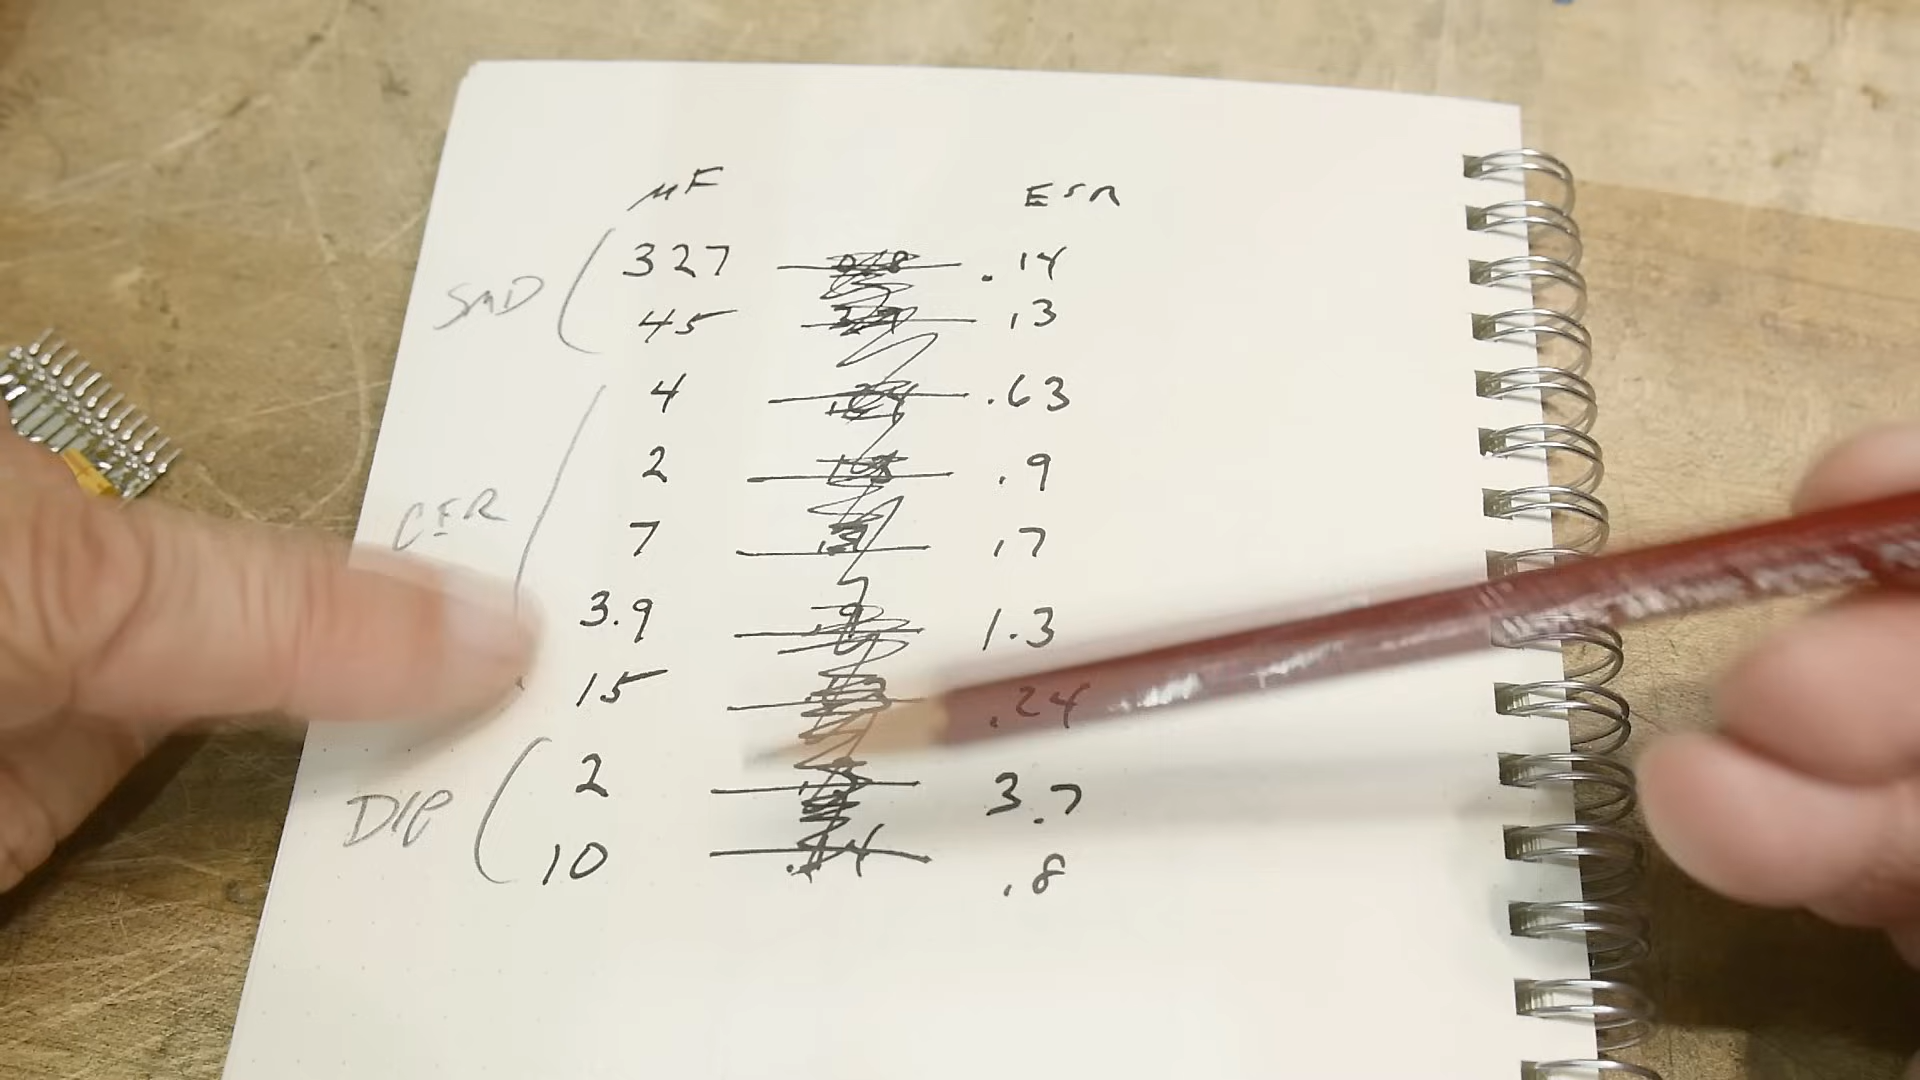 µF ESR
327 .14
SMD
45 .13
4 .63
2 .9
CER
7 .17
3.9 1.3
15 .24
2 3.7
DIP
10 .8